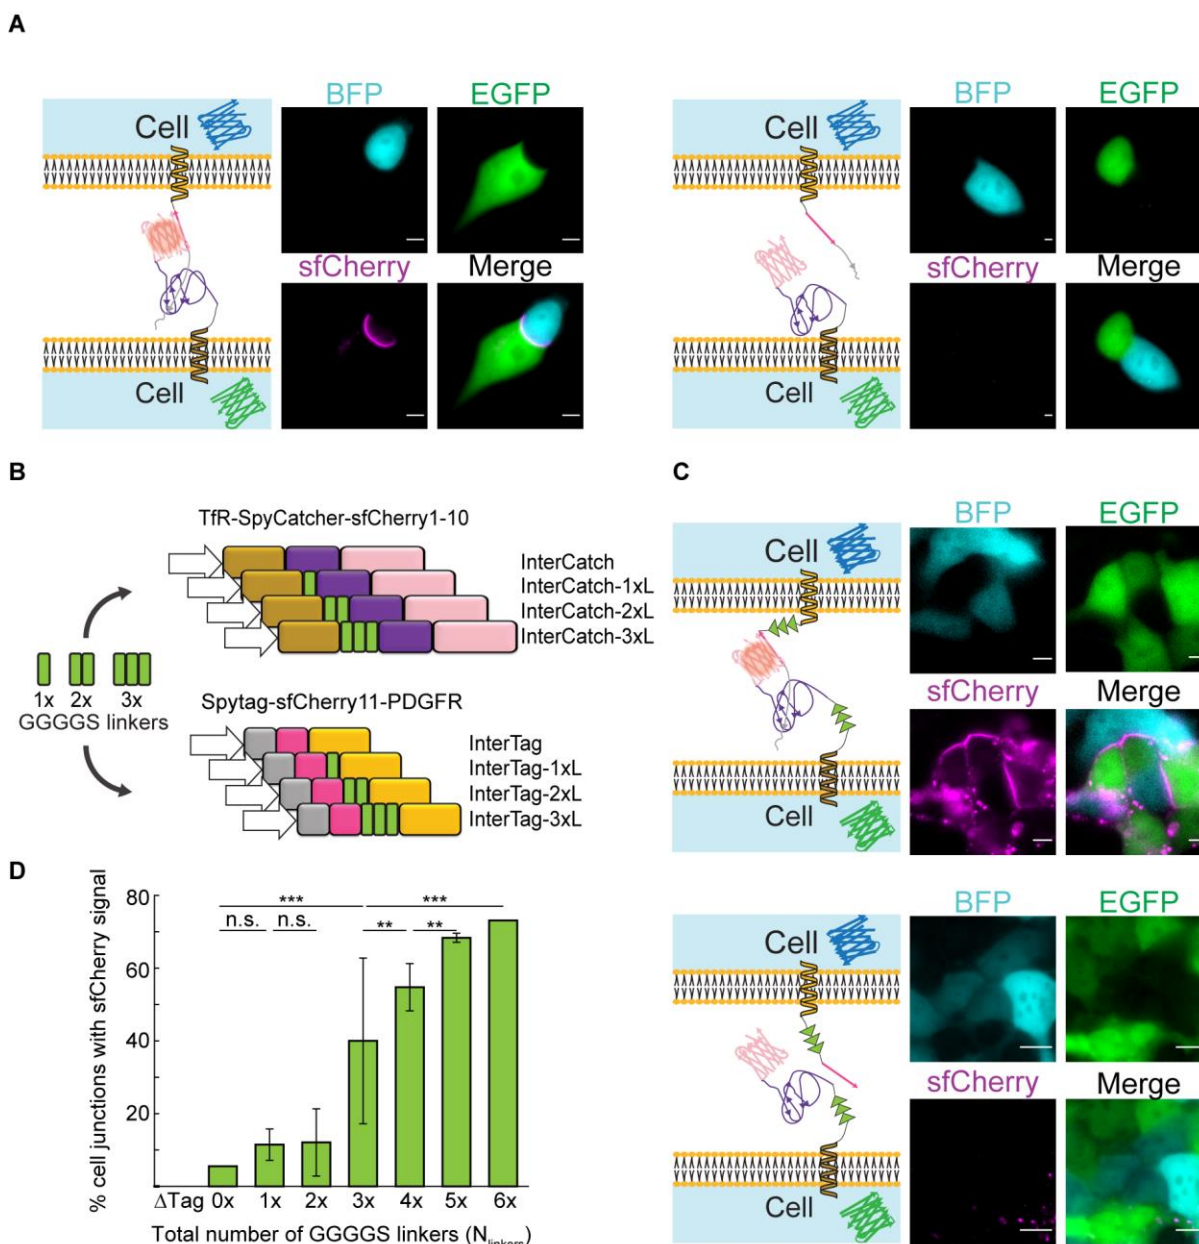 A
BFP
EGFP
Cell
sfCherry
Merge
Cell
BFP
EGFP
Cell
sfCherry
Merge
Cell
B
TfR-SpyCatcher-sfCherry1-10
InterCatch
InterCatch-1xL
InterCatch-2xL
InterCatch-3xL
1x 2x 3x
GGGGS linkers
Spytag-sfCherry11-PDGFR
InterTag
InterTag-1xL
InterTag-2xL
InterTag-3xL
C
BFP
EGFP
Cell
sfCherry
Merge
Cell
BFP
EGFP
Cell
sfCherry
Merge
Cell
D
% cell junctions with sfCherry signal
80
60
40
20
*** ***
n.s. n.s. ** **
ΔTag 0x 1x 2x 3x 4x 5x 6x
Total number of GGGGS linkers (Nlinkers)